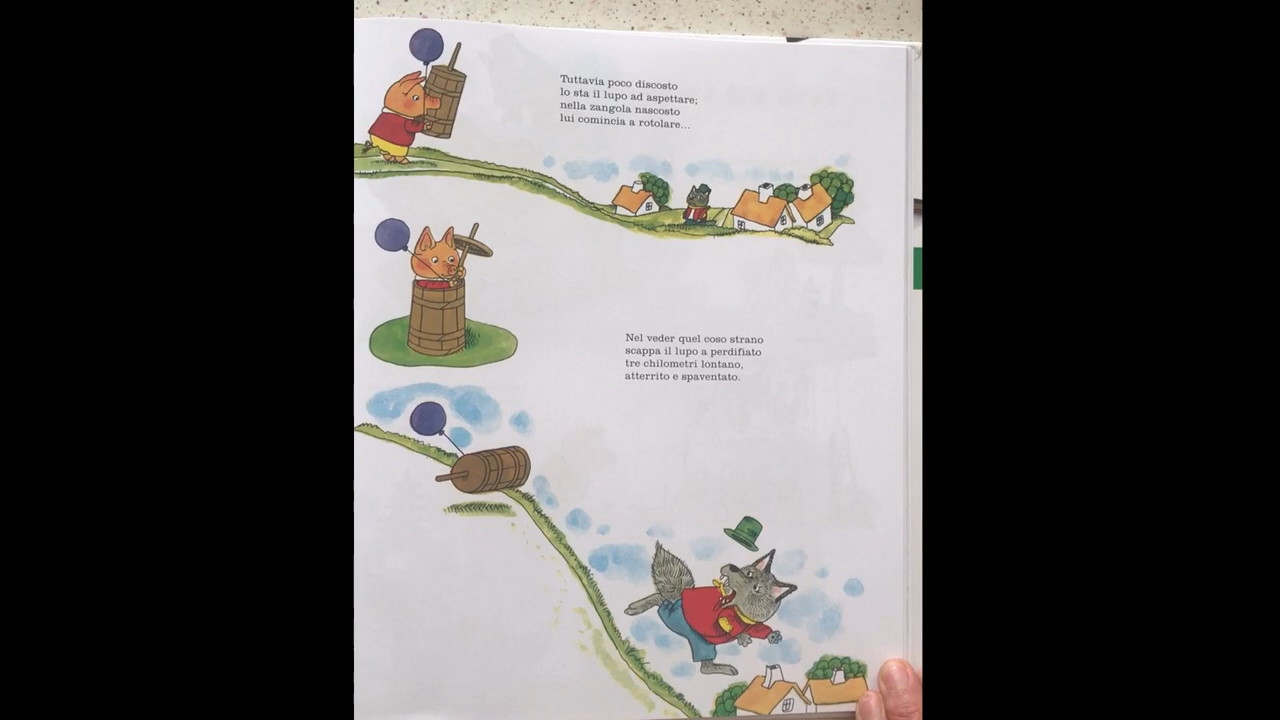 Tuttavia poco discosto
lo sta il lupo ad aspettare;
nella zangola nascosto
lui comincia a rotolare...
Nel veder quel coso strano
scappa il lupo a perdifiato
tre chilometri lontano,
atterrito e spaventato.